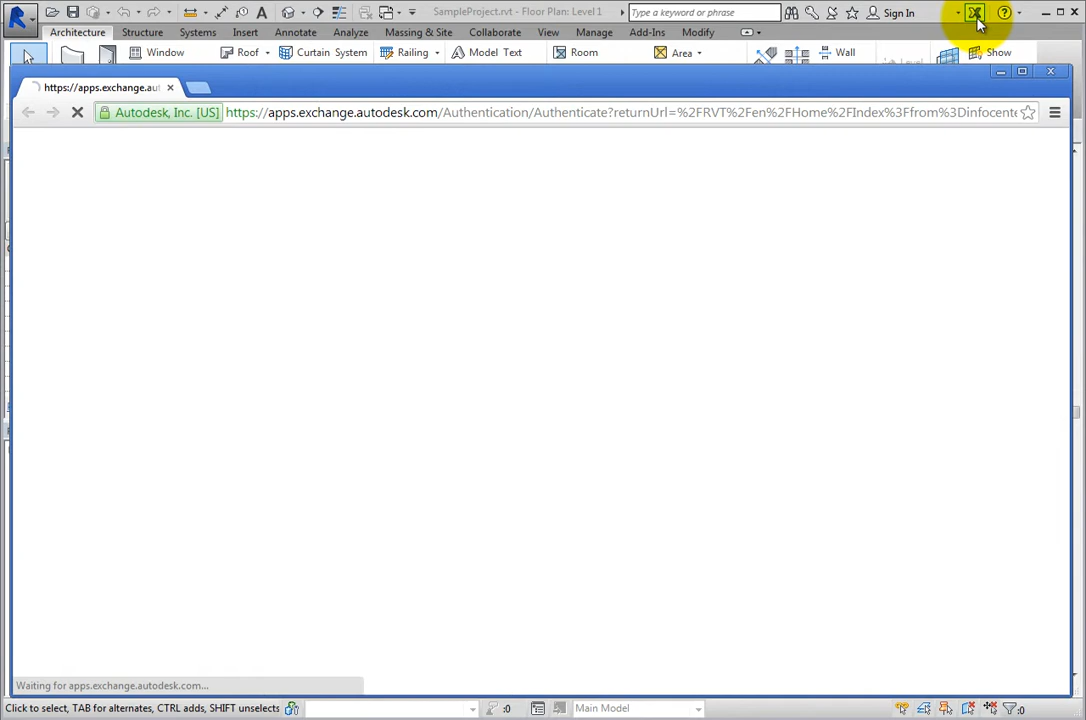 SampleProject.rvt - Floor Plan: Level 1
Type a keyword or phrase
Sign In
Architecture Structure Systems Insert Annotate Analyze Massing & Site Collaborate View Manage Add-Ins Modify
Window Roof Curtain System Railing Model Text Room Area Wall Show
Level
https://apps.exchange.aut
Autodesk, Inc. [US] https://apps.exchange.autodesk.com/Authentication/Authenticate?returnUrl=%2FRVT%2Fen%2FHome%2FIndex%3Ffrom%3Dinfocente
Waiting for apps.exchange.autodesk.com...
Click to select, TAB for alternates, CTRL adds, SHIFT unselects :0 Main Model :0